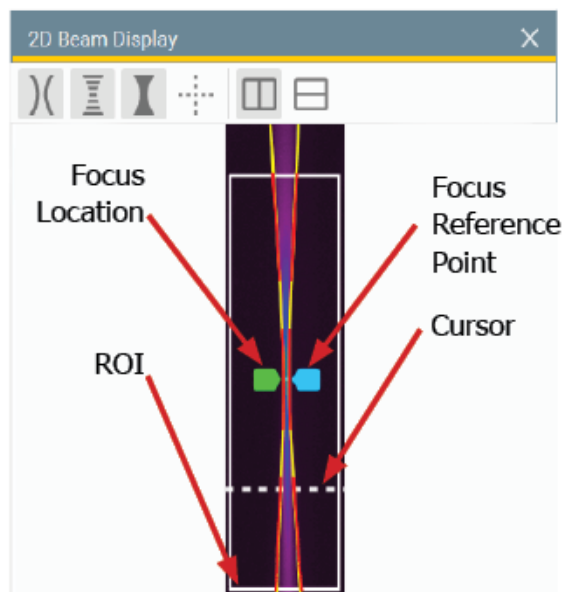 2D Beam Display
Focus
Location
Focus
Reference
Point
Cursor
ROI